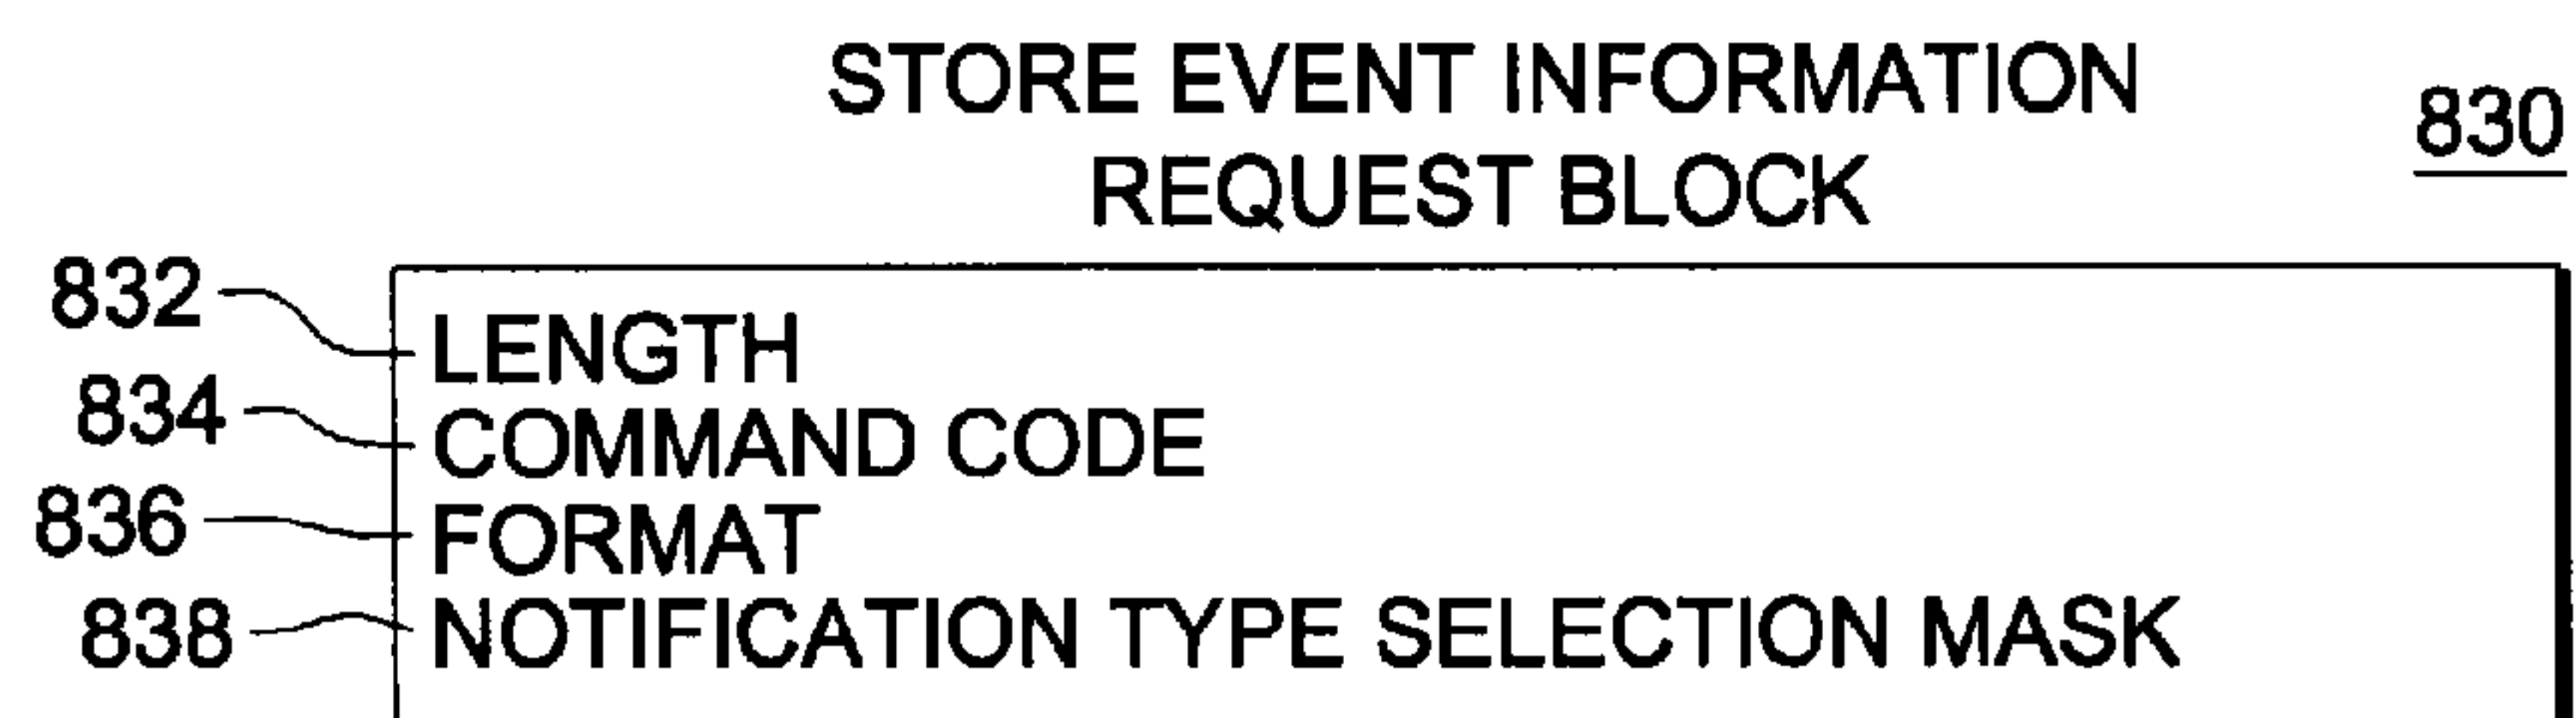 STORE EVENT INFORMATION
REQUEST BLOCK
830
832 LENGTH
834 COMMAND CODE
836 FORMAT
838 NOTIFICATION TYPE SELECTION MASK